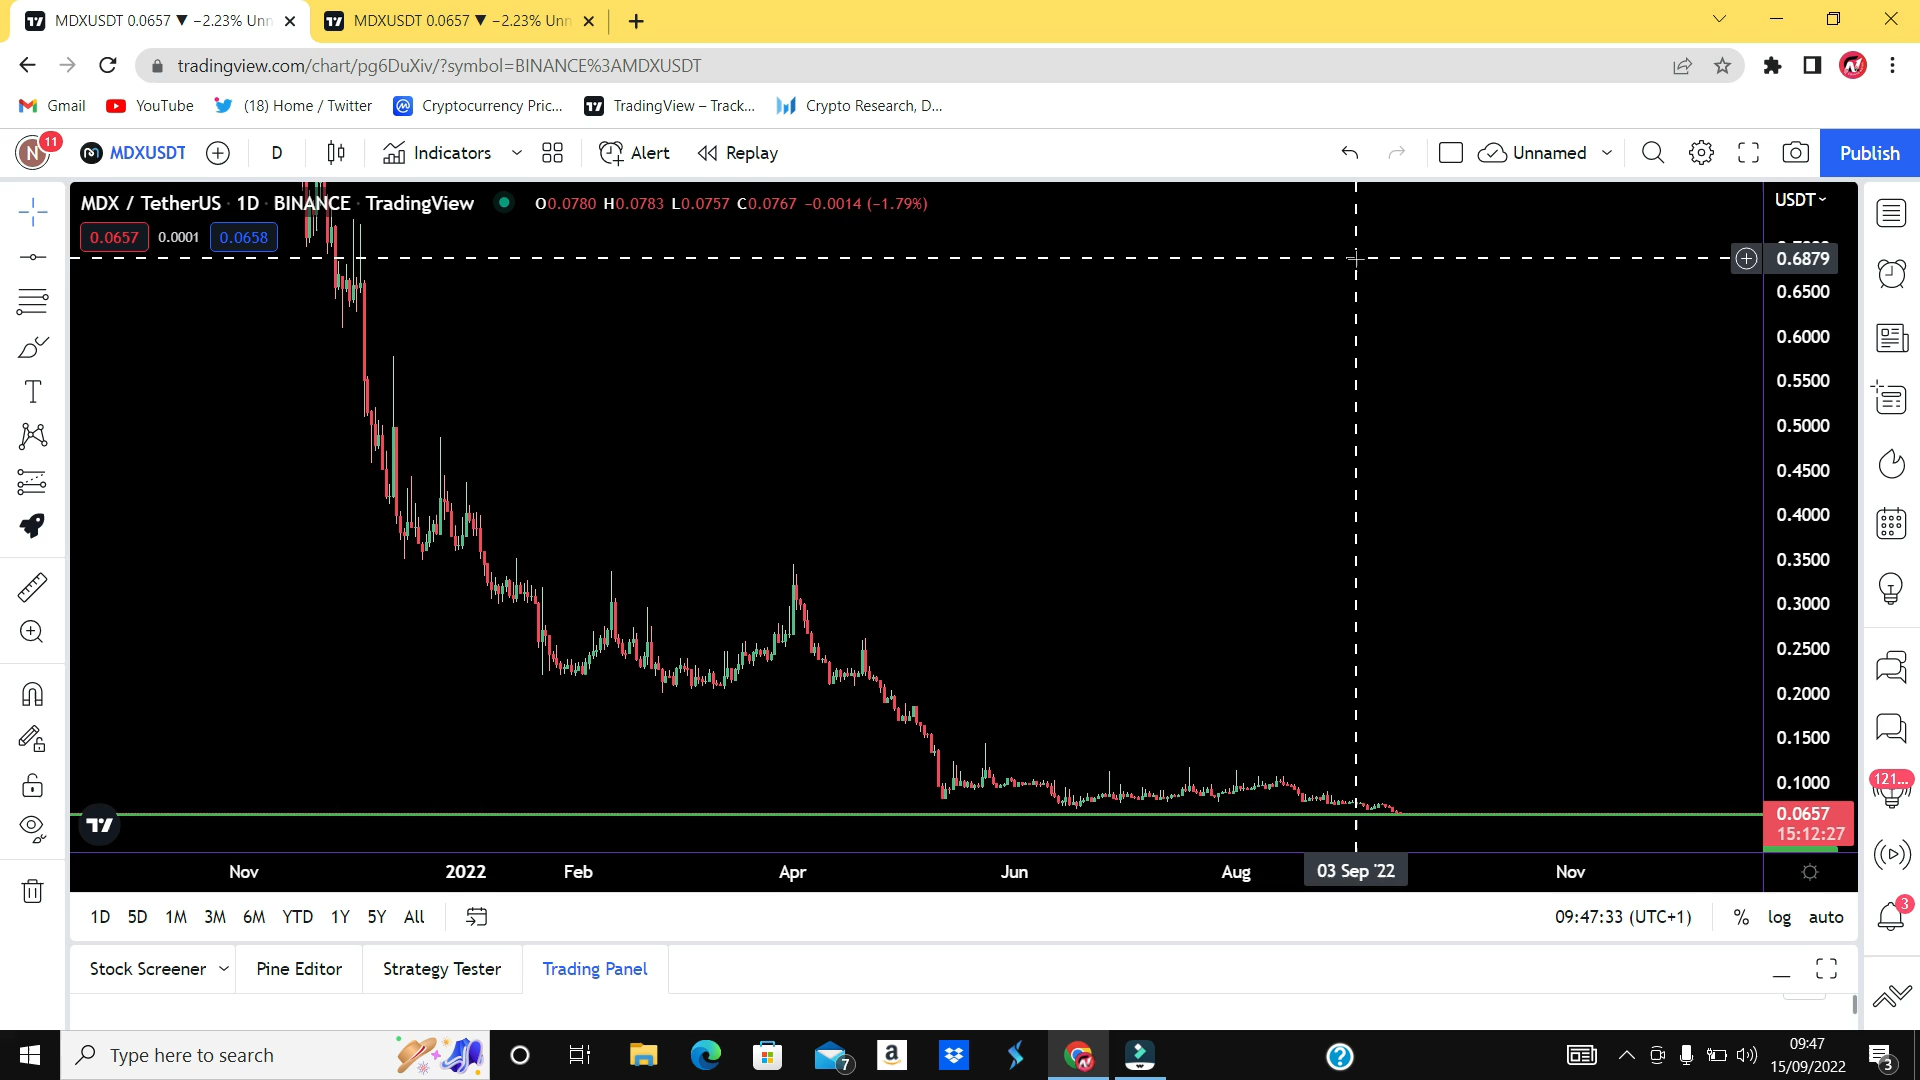 MDXUSDT 0.0657 ▼ −2.23% Unn
MDXUSDT 0.0657 ▼ −2.23% Unn
tradingview.com/chart/pg6DuXiv/?symbol=BINANCE%3AMDXUSDT
Gmail YouTube (18) Home / Twitter Cryptocurrency Pric... TradingView – Track... Crypto Research, D...
N 11 MDXUSDT D Indicators Alert Replay Unnamed Publish
MDX / TetherUS · 1D · BINANCE · TradingView O0.0780 H0.0783 L0.0757 C0.0767 −0.0014 (−1.79%)
USDT
0.0657 0.0001 0.0658
0.6879
0.6500
0.6000
0.5500
0.5000
0.4500
0.4000
0.3500
0.3000
0.2500
0.2000
0.1500
0.1000
121...
0.0657
15:12:27
Nov 2022 Feb Apr Jun Aug 03 Sep '22 Nov
1D 5D 1M 3M 6M YTD 1Y 5Y All 09:47:33 (UTC+1) % log auto
3
Stock Screener Pine Editor Strategy Tester Trading Panel
Type here to search
7
09:47
15/09/2022
3